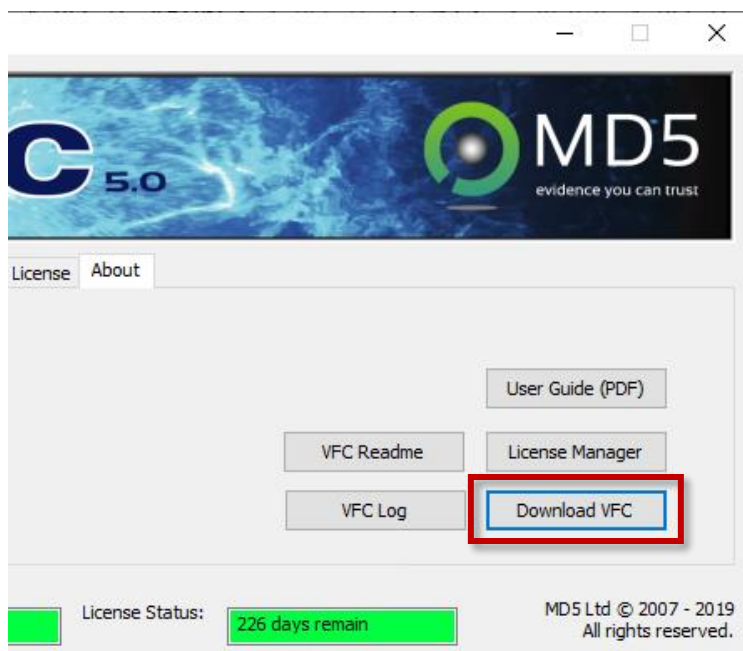 C 5.0
MD5
evidence you can trust
License About
User Guide (PDF)
VFC Readme License Manager
VFC Log Download VFC
License Status: 226 days remain MD5 Ltd © 2007 - 2019
All rights reserved.